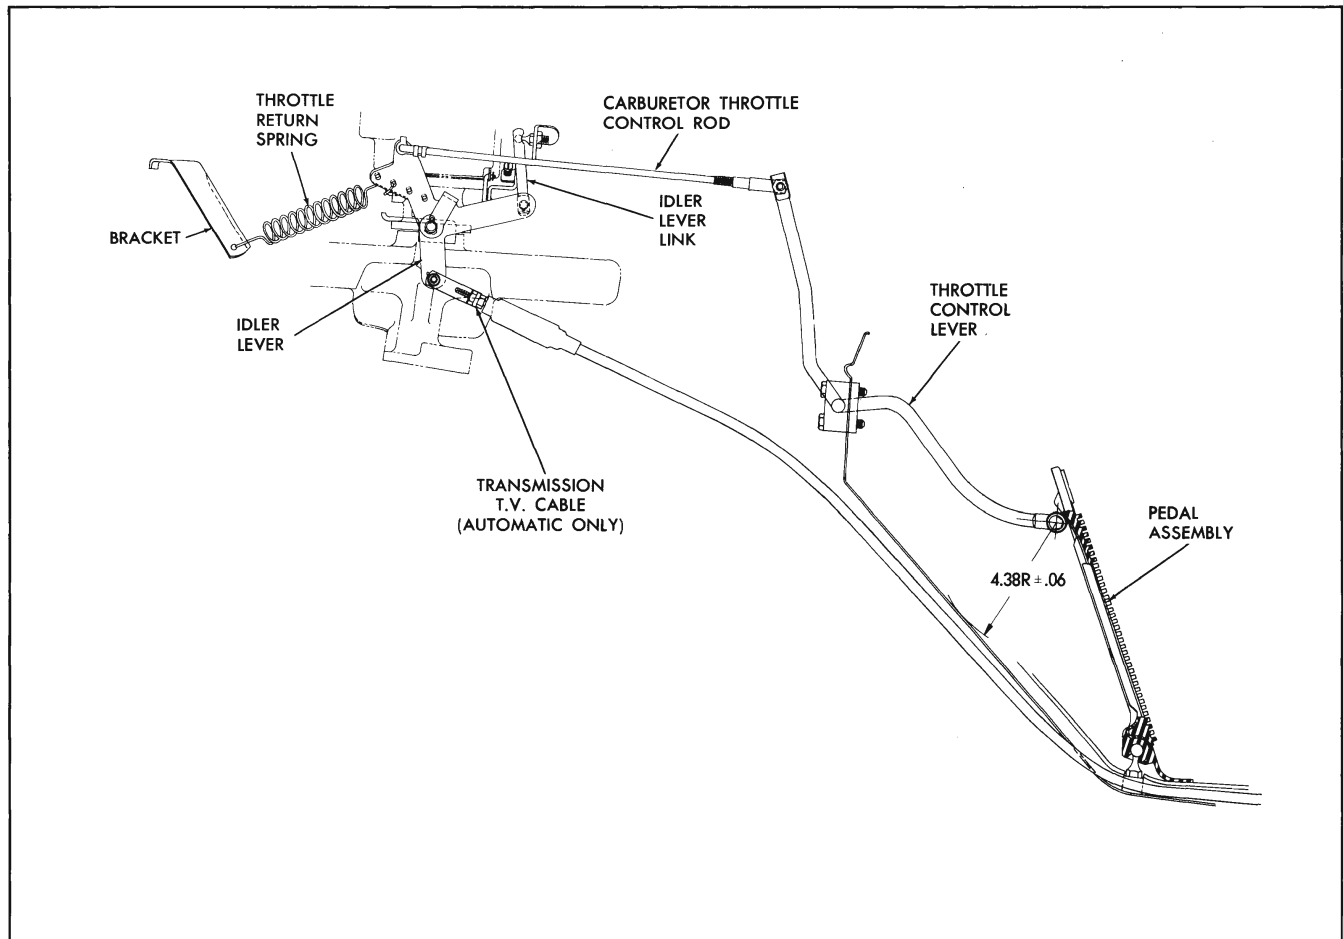 THROTTLE
RETURN
SPRING
CARBURETOR THROTTLE
CONTROL ROD
BRACKET
IDLER
LEVER
LINK
IDLER
LEVER
THROTTLE
CONTROL
LEVER
TRANSMISSION
T.V. CABLE
(AUTOMATIC ONLY)
PEDAL
ASSEMBLY
4.38R ± .06